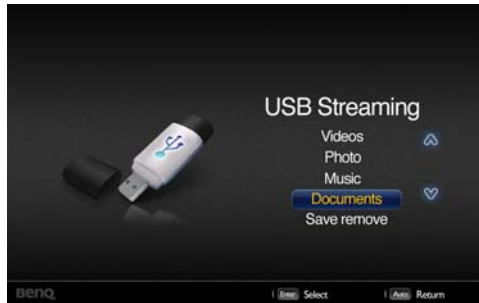 USB Streaming
Videos
Photo
Music
Documents
Save remove
BenQ
Enter Select
Auto Return